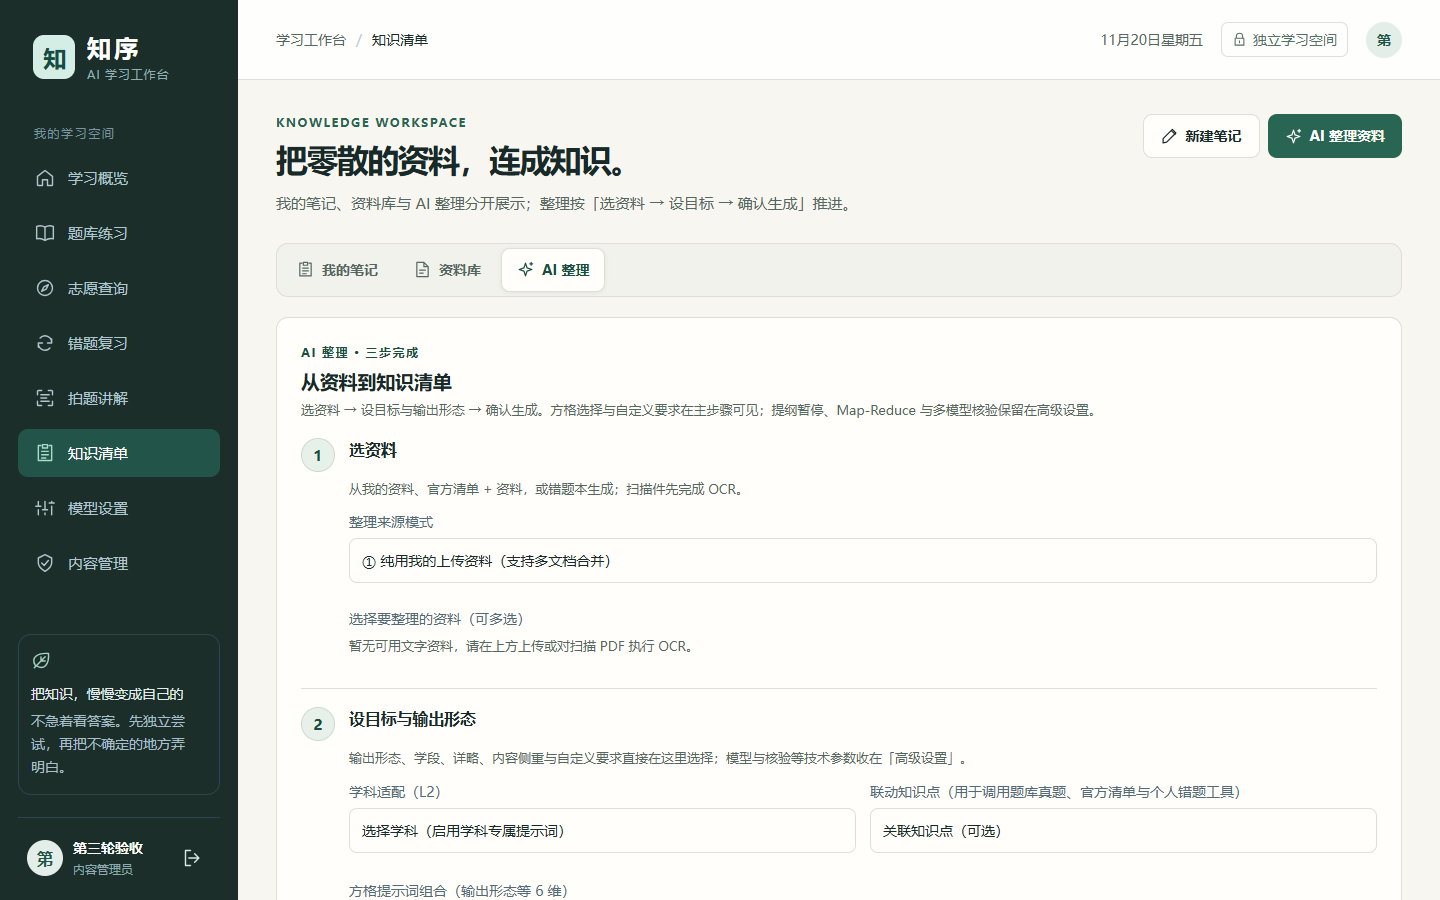 知
知序
AI 学习工作台
我的学习空间
学习概览
题库练习
志愿查询
错题复习
拍题讲解
知识清单
模型设置
内容管理
把知识，慢慢变成自己的
不急着看答案。先独立尝
试，再把不确定的地方弄
明白。
第
第三轮验收
内容管理员
学习工作台 / 知识清单
11月20日星期五
独立学习空间
第
KNOWLEDGE WORKSPACE
把零散的资料，连成知识。
我的笔记、资料库与 AI 整理分开展示；整理按「选资料 → 设目标 → 确认生成」推进。
新建笔记
AI 整理资料
我的笔记
资料库
AI 整理
AI 整理 • 三步完成
从资料到知识清单
选资料 → 设目标与输出形态 → 确认生成。方格选择与自定义要求在主步骤可见；提纲暂停、Map-Reduce 与多模型核验保留在高级设置。
1
选资料
从我的资料、官方清单 + 资料，或错题本生成；扫描件先完成 OCR。
整理来源模式
① 纯用我的上传资料（支持多文档合并）
选择要整理的资料（可多选）
暂无可用文字资料，请在上方上传或对扫描 PDF 执行 OCR。
2
设目标与输出形态
输出形态、学段、详略、内容侧重与自定义要求直接在这里选择；模型与核验等技术参数收在「高级设置」。
学科适配（L2）
选择学科（启用学科专属提示词）
联动知识点（用于调用题库真题、官方清单与个人错题工具）
关联知识点（可选）
方格提示词组合（输出形态等 6 维）